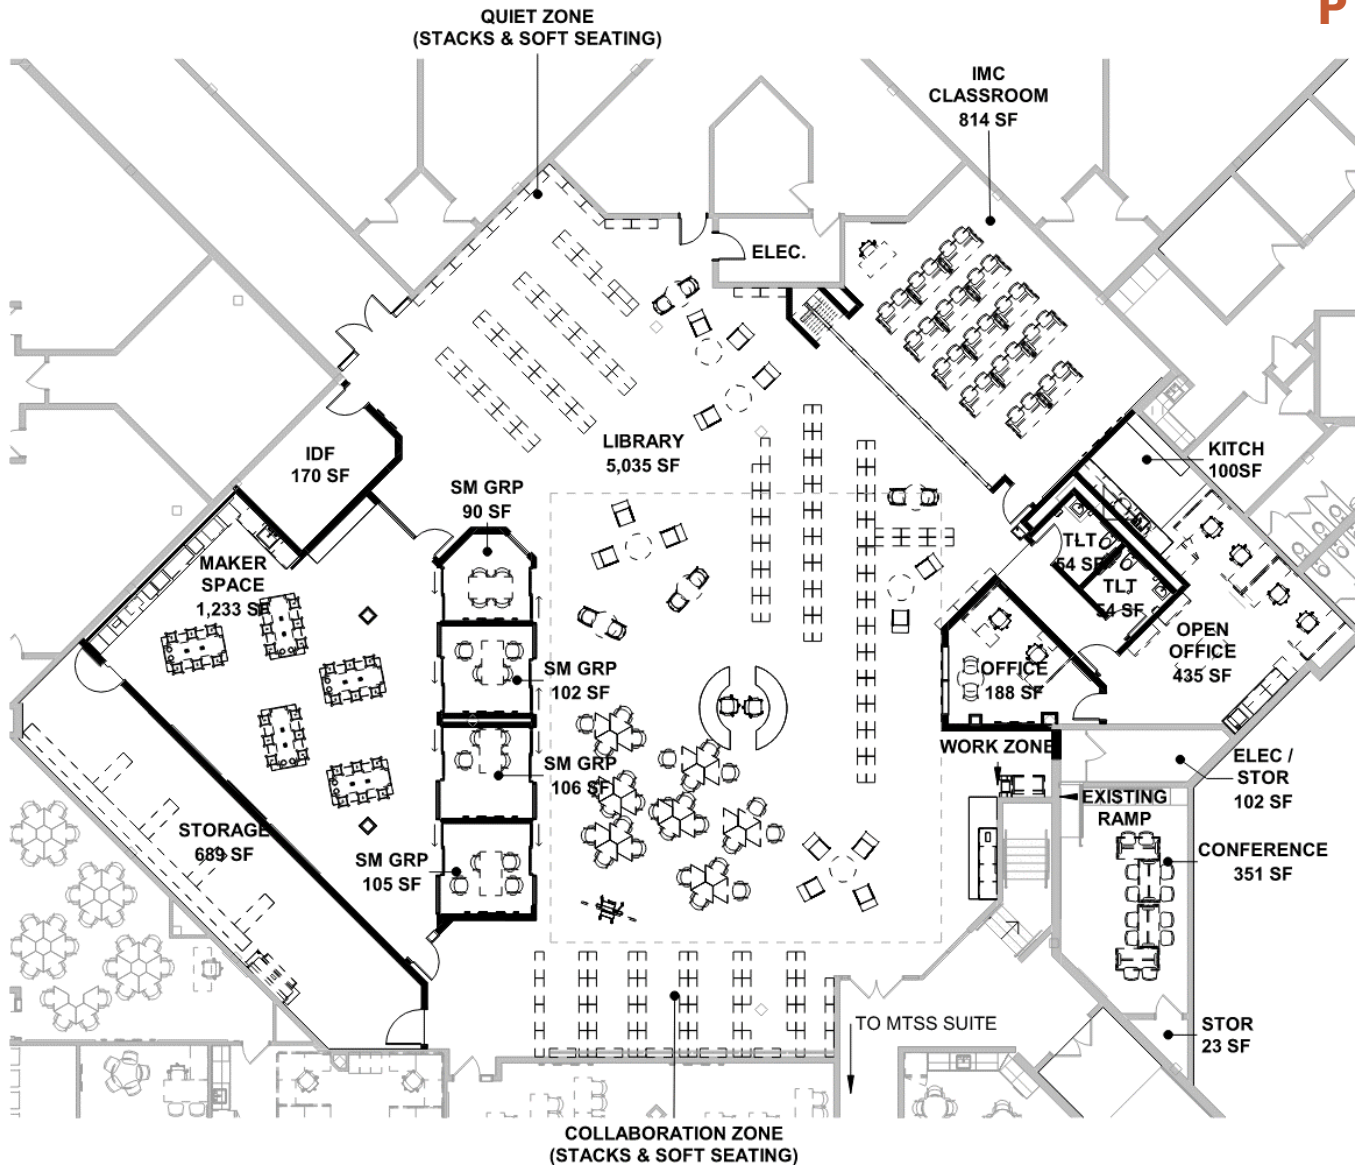 P
QUIET ZONE
(STACKS & SOFT SEATING)
IMC
CLASSROOM
814 SF
ELEC.
LIBRARY
5,035 SF
IDF
170 SF
KITCH
100SF
SM GRP
90 SF
TLT
54 SF
TLT
54 SF
MAKER
SPACE
1,233 SF
OPEN
OFFICE
435 SF
SM GRP
102 SF
OFFICE
188 SF
WORK ZONE
SM GRP
106 SF
ELEC /
STOR
102 SF
EXISTING
RAMP
STORAGE
689 SF
SM GRP
105 SF
CONFERENCE
351 SF
TO MTSS SUITE
STOR
23 SF
COLLABORATION ZONE
(STACKS & SOFT SEATING)